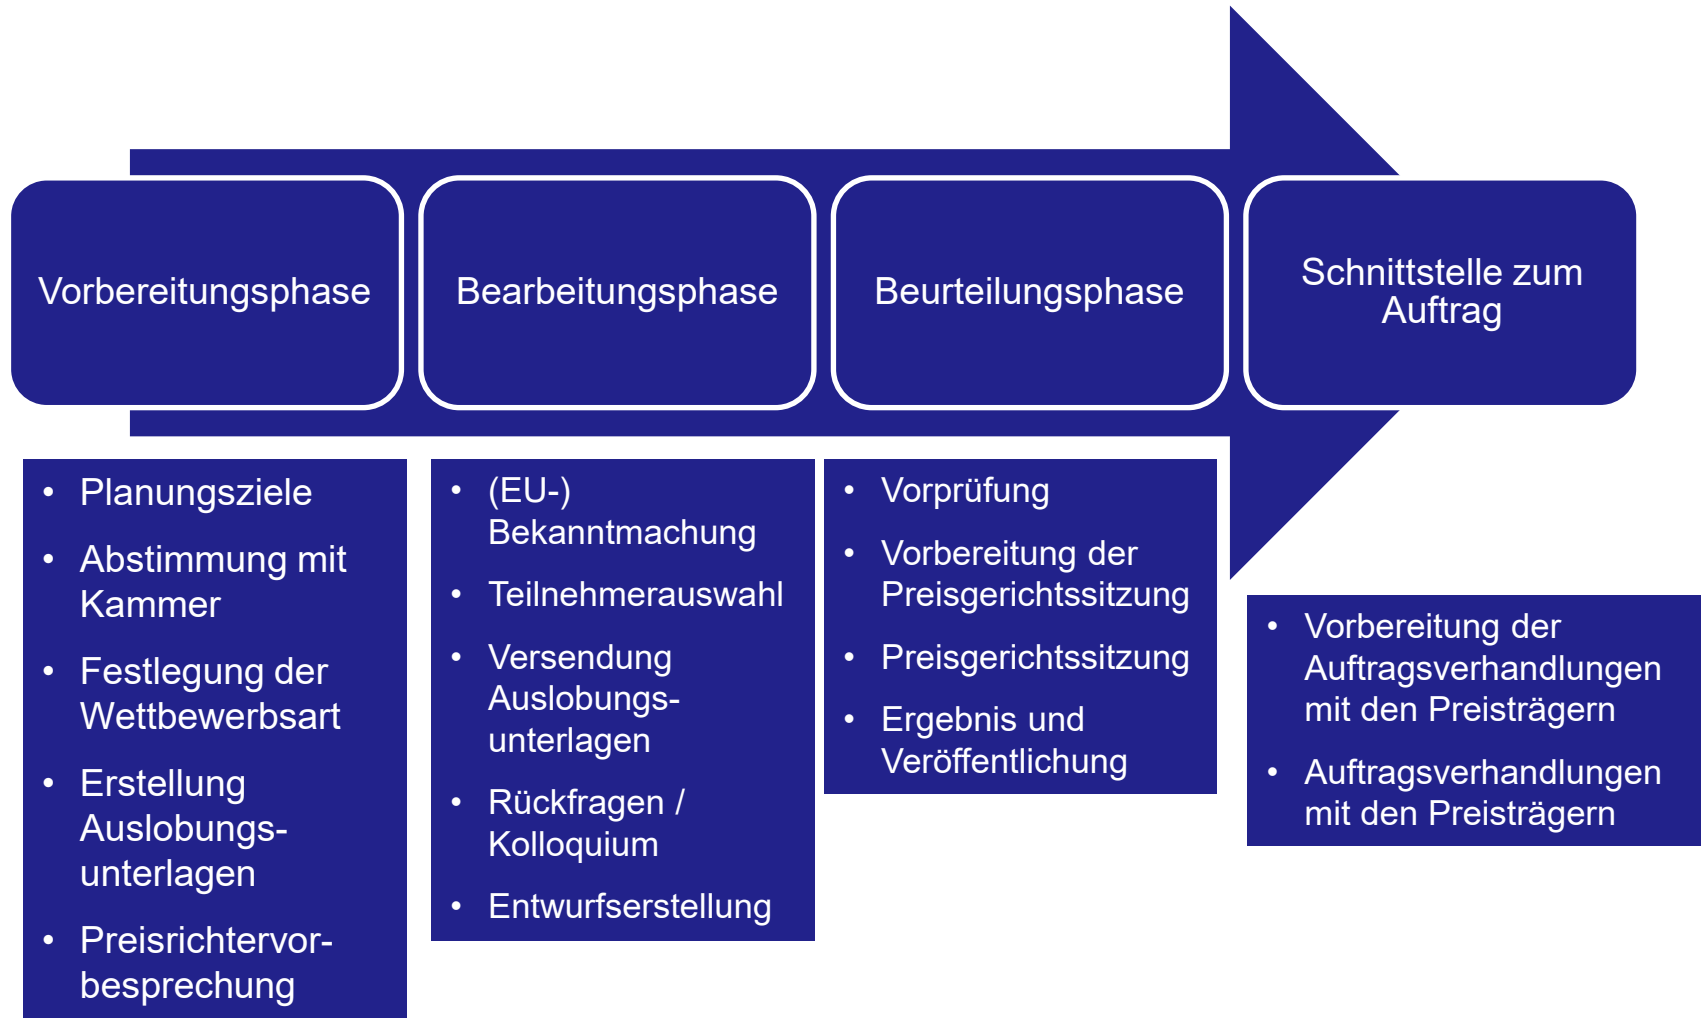 Vorbereitungsphase
Bearbeitungsphase
Beurteilungsphase
Schnittstelle zum
Auftrag
• Planungsziele
• Abstimmung mit
Kammer
• Festlegung der
Wettbewerbsart
• Erstellung
Auslobungs-
unterlagen
• Preisrichtervor-
besprechung
• (EU-)
Bekanntmachung
• Teilnehmerauswahl
• Versendung
Auslobungs-
unterlagen
• Rückfragen /
Kolloquium
• Entwurfserstellung
• Vorprüfung
• Vorbereitung der
Preisgerichtssitzung
• Preisgerichtssitzung
• Ergebnis und
Veröffentlichung
• Vorbereitung der
Auftragsverhandlungen
mit den Preisträgern
• Auftragsverhandlungen
mit den Preisträgern